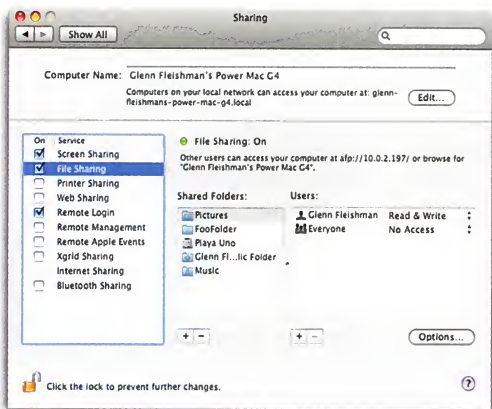 Sharing
Show All
Computer Name: Glenn Fleishman's Power Mac G4
Computers on your local network can access your computer at: glenn-
fleishmans-power-mac-g4.local
Edit...
On Service
Screen Sharing
File Sharing
Printer Sharing
Web Sharing
Remote Login
Remote Management
Remote Apple Events
Xgrid Sharing
Internet Sharing
Bluetooth Sharing
File Sharing: On
Other users can access your computer at afp://10.0.2.197/ or browse for
"Glenn Fleishman's Power Mac G4".
Shared Folders:
Pictures
FooFolder
Playa Uno
Glenn Fl...lic Folder
Music
Users:
Glenn Fleishman Read & Write
Everyone No Access
+ −
+ −
Options...
Click the lock to prevent further changes.
?